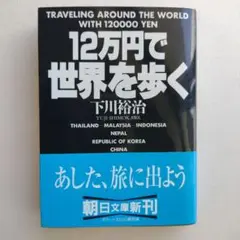 TRAVELING AROUND THE WORLD
WITH 120000 YEN
12万円で
世界を歩く
下川裕治
YUJI SHIMOKAWA
THAILAND MALAYSIA INDONESIA
NEPAL
REPUBLIC OF KOREA
CHINA
あした、旅に出よう
朝日文庫新刊